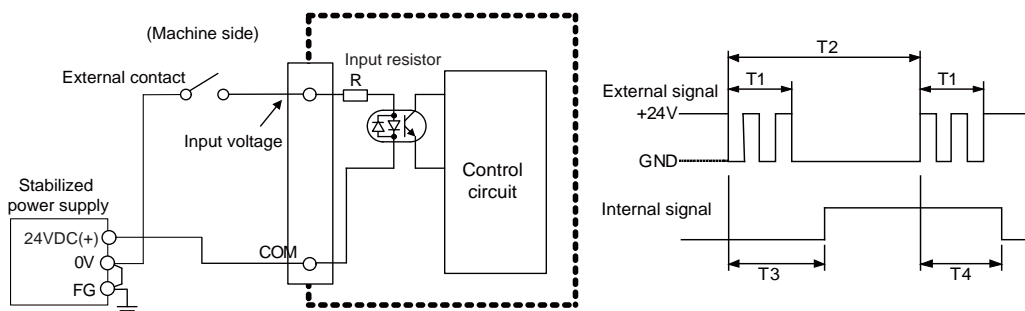 (Machine side)
Input resistor
External contact
R
Input voltage
Control
circuit
Stabilized
power supply
24VDC(+)
0V
FG
COM
T2
T1
T1
External signal
+24V
GND
Internal signal
T3
T4